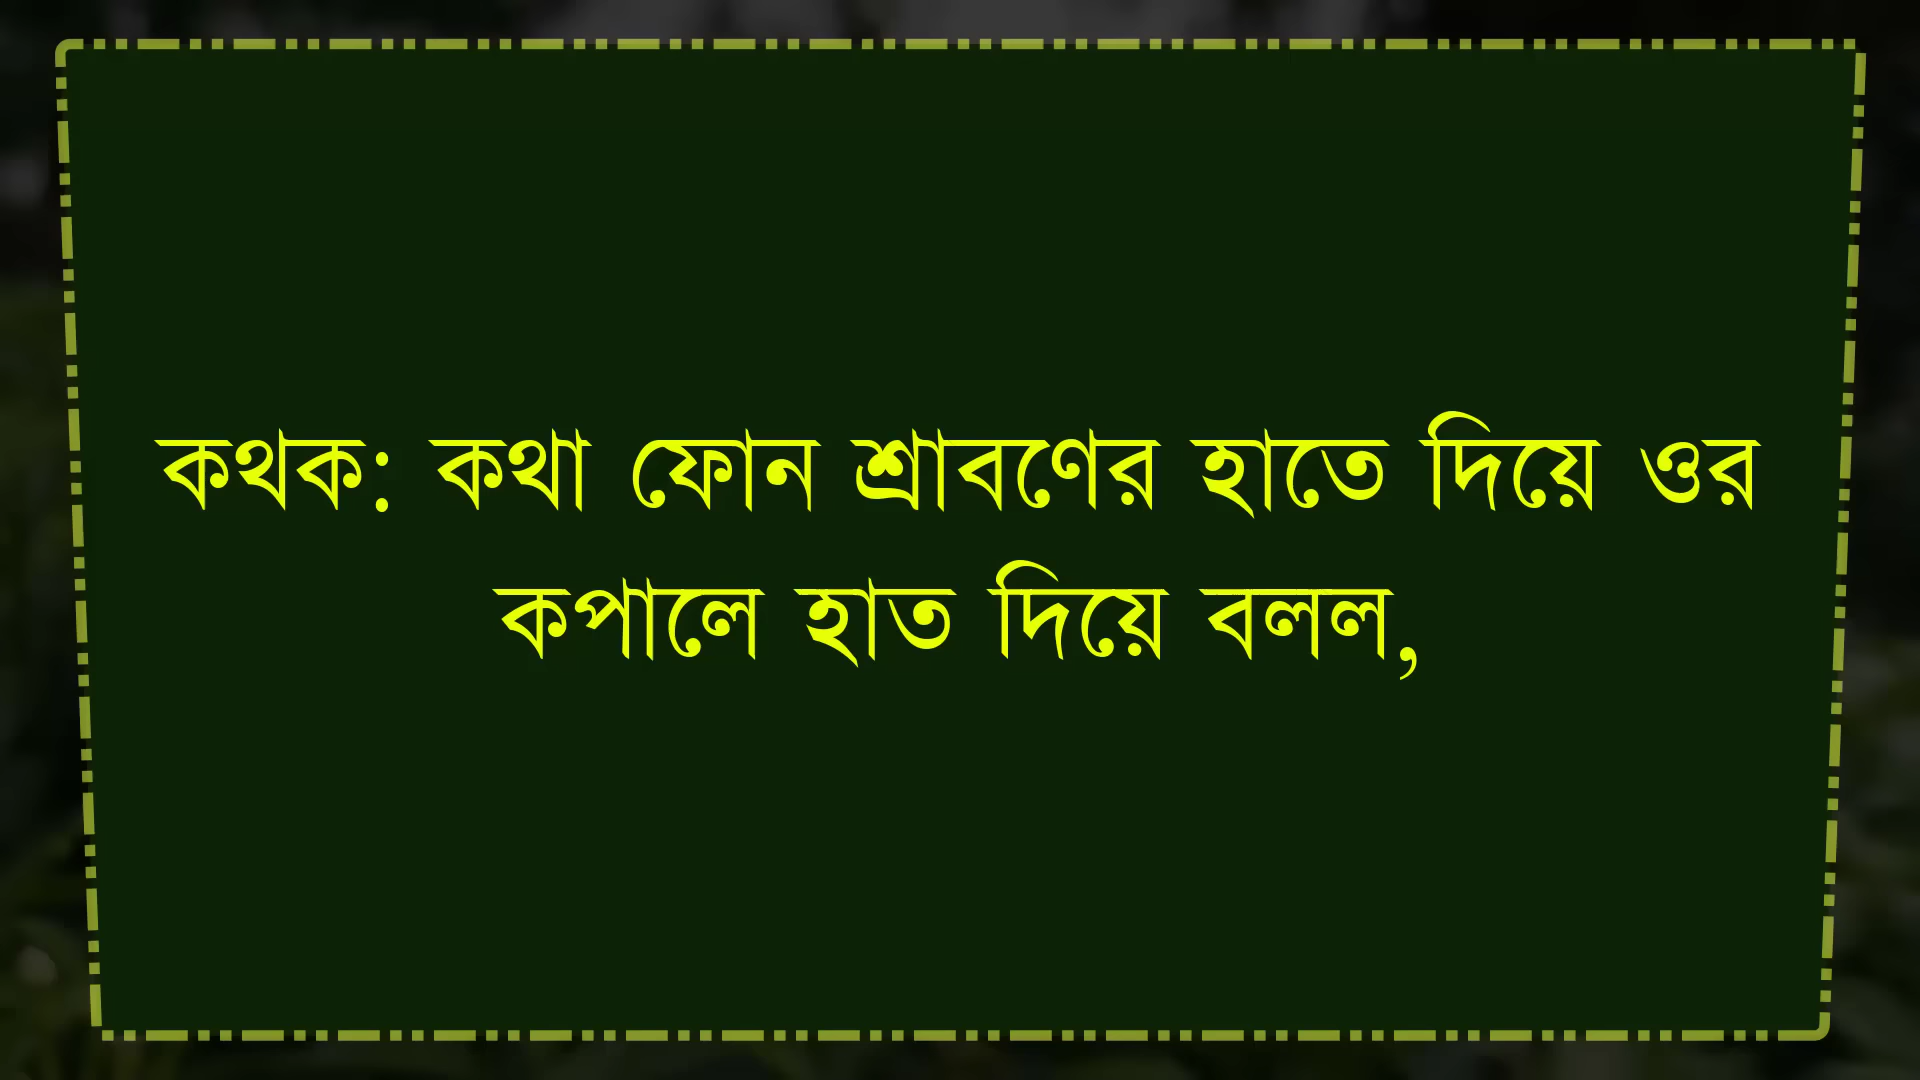 কথক: কথা ফোন শ্রাবণের হাতে দিয়ে ওর
কপালে হাত দিয়ে বলল,